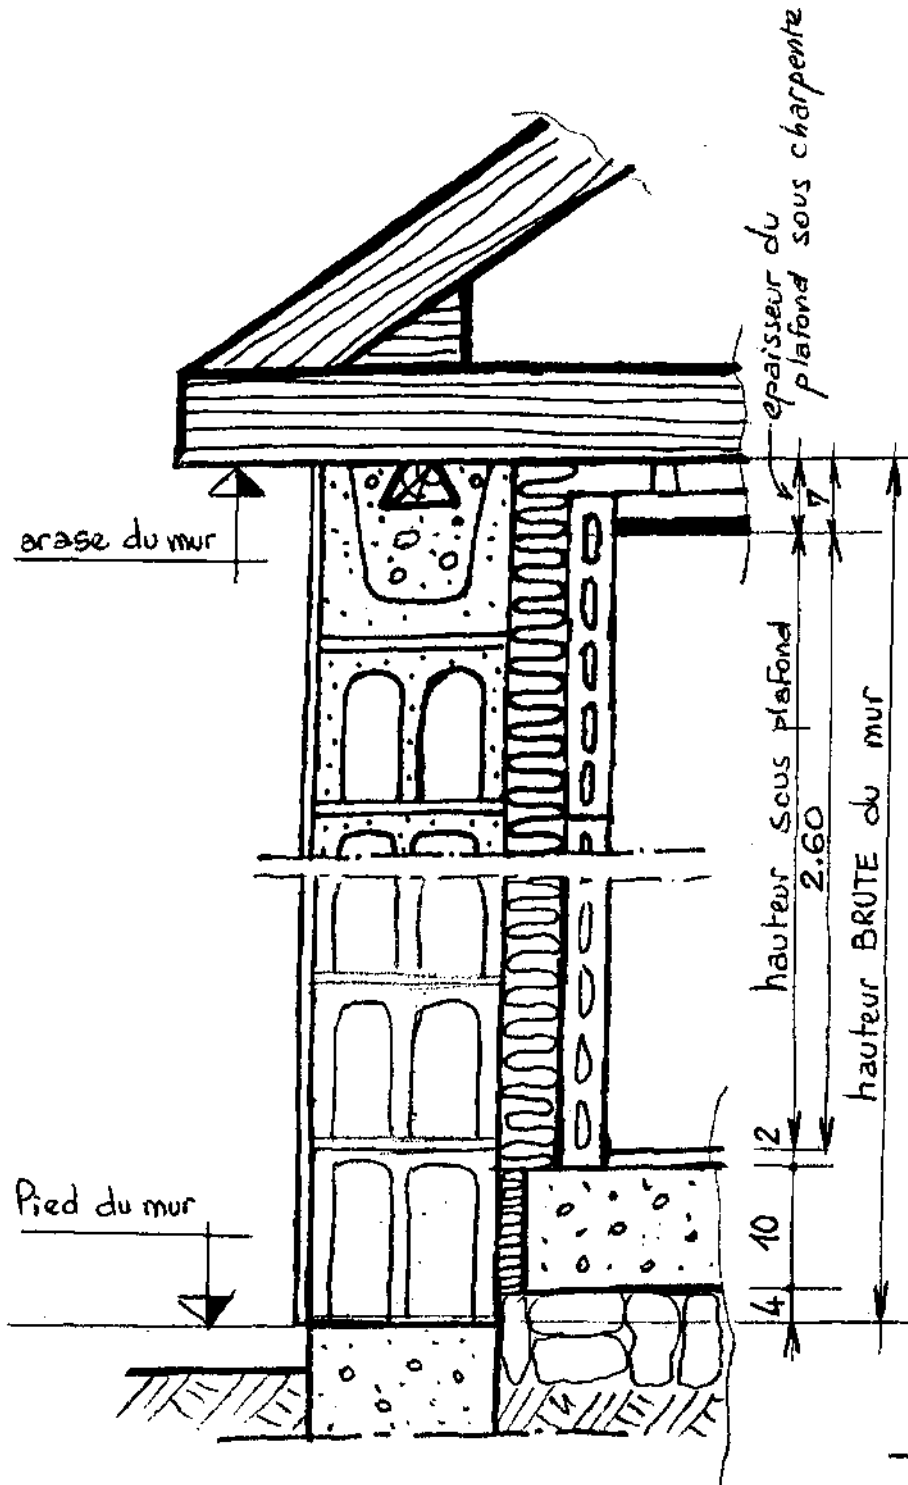 epaisseur du
plafond sous charpente
arase du mur
7
hauteur sous plafond
2.60
hauteur BRUTE du mur
2
Pied du mur
10
4